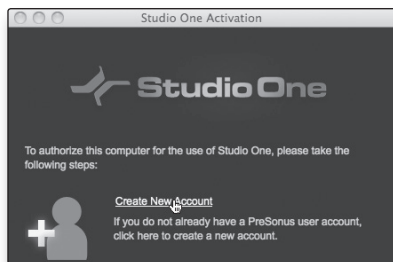 Studio One Activation
Studio One
To authorize this computer for the use of Studio One, please take the
following steps:
Create New Account
If you do not already have a PreSonus user account,
click here to create a new account.